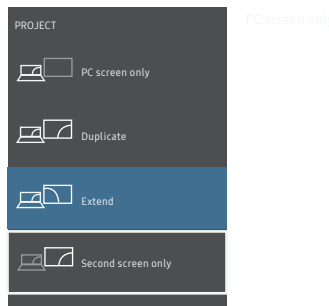 PROJECT
PC screen only
PC screen only
Duplicate
Extend
Second screen only